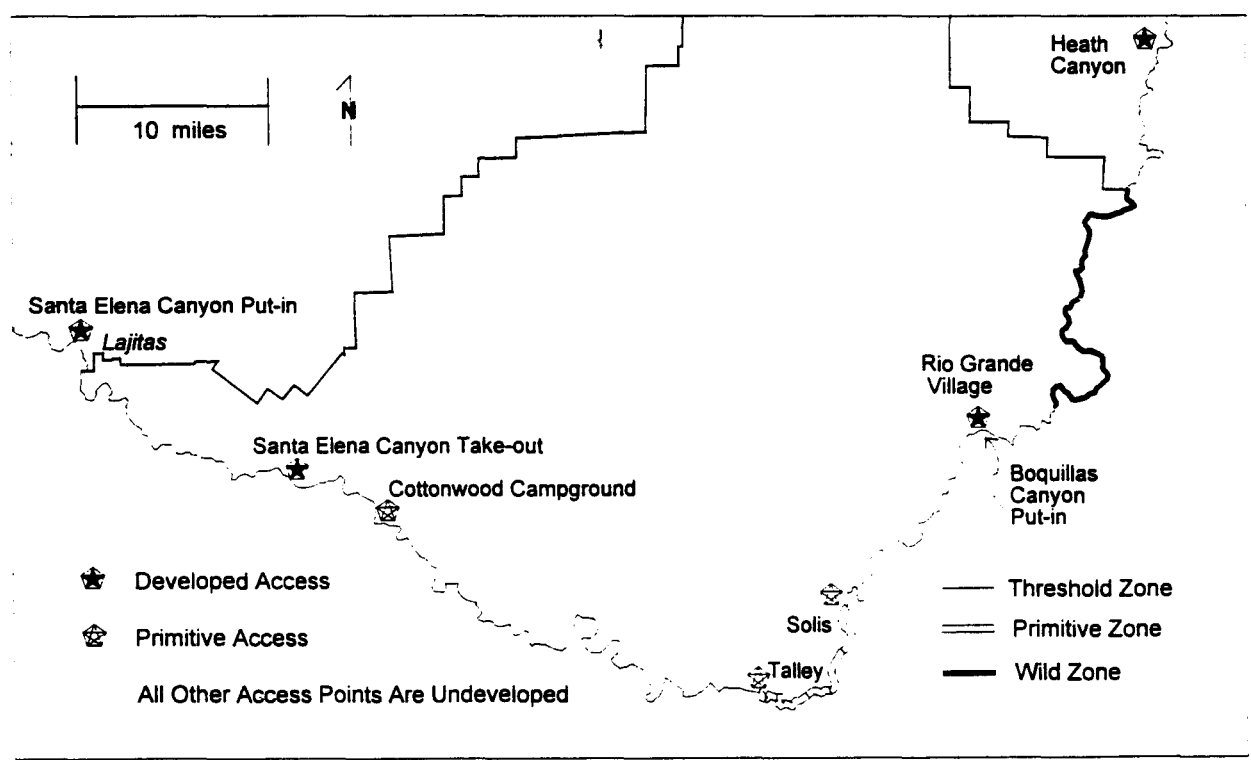 Heath
Canyon
N
10 miles
Santa Elena Canyon Put-in
Lajitas
Rio Grande
Village
Santa Elena Canyon Take-out
Cottonwood Campground
Boquillas
Canyon
Put-in
Developed Access
Threshold Zone
Solis
Primitive Access
Primitive Zone
Talley
Wild Zone
All Other Access Points Are Undeveloped